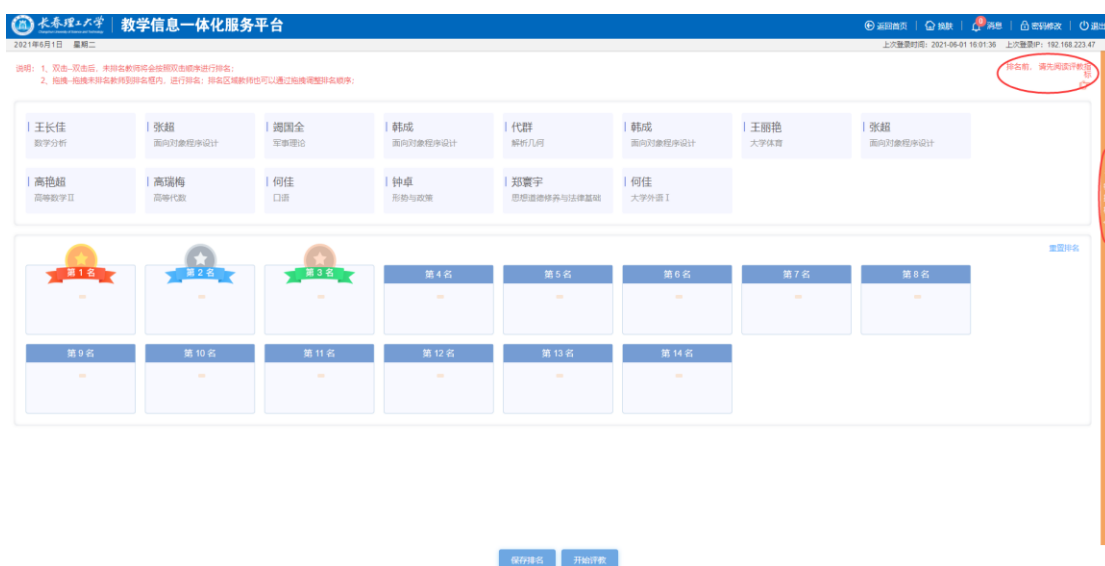 长春理工大学 教学信息一体化服务平台 返回首页 换肤 9 消息 密码修改 退出
2021年6月1日 星期二 上次登录时间：2021-06-01 16:01:36 上次登录IP：192.168.223.47
说明：1、双击--双击后，未排名教师将会按照双击顺序进行排名；
2、拖拽--拖拽未排名教师到排名框内，进行排名；排名区域教师也可以通过拖拽调整排名顺序；
排名前，请先阅读评教指
标
王长佳 张超 韩成 代群 韩成 王丽艳 张超
数学分析 面向对象程序设计 军事理论 面向对象程序设计 解析几何 面向对象程序设计 大学体育 面向对象程序设计
高艳超 高瑞梅 何佳 钟卓 郑寰宇 何佳
高等数学Ⅱ 高等代数 口语 形势与政策 思想道德修养与法律基础 大学外语Ⅰ
重置排名
第1名 第2名 第3名 第4名 第5名 第6名 第7名 第8名
第9名 第10名 第11名 第12名 第13名 第14名
保存排名 开始评教